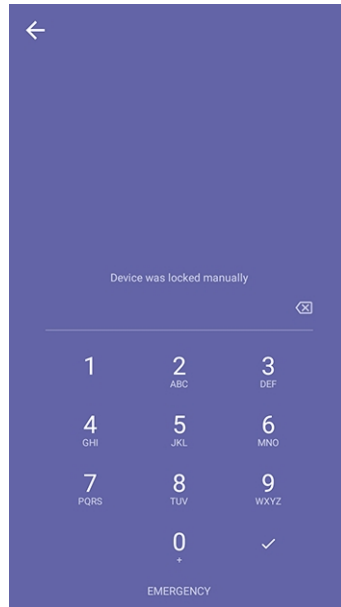 Device was locked manually
1 2 3
ABC DEF
4 5 6
GHI JKL MNO
7 8 9
PQRS TUV WXYZ
0
+
EMERGENCY